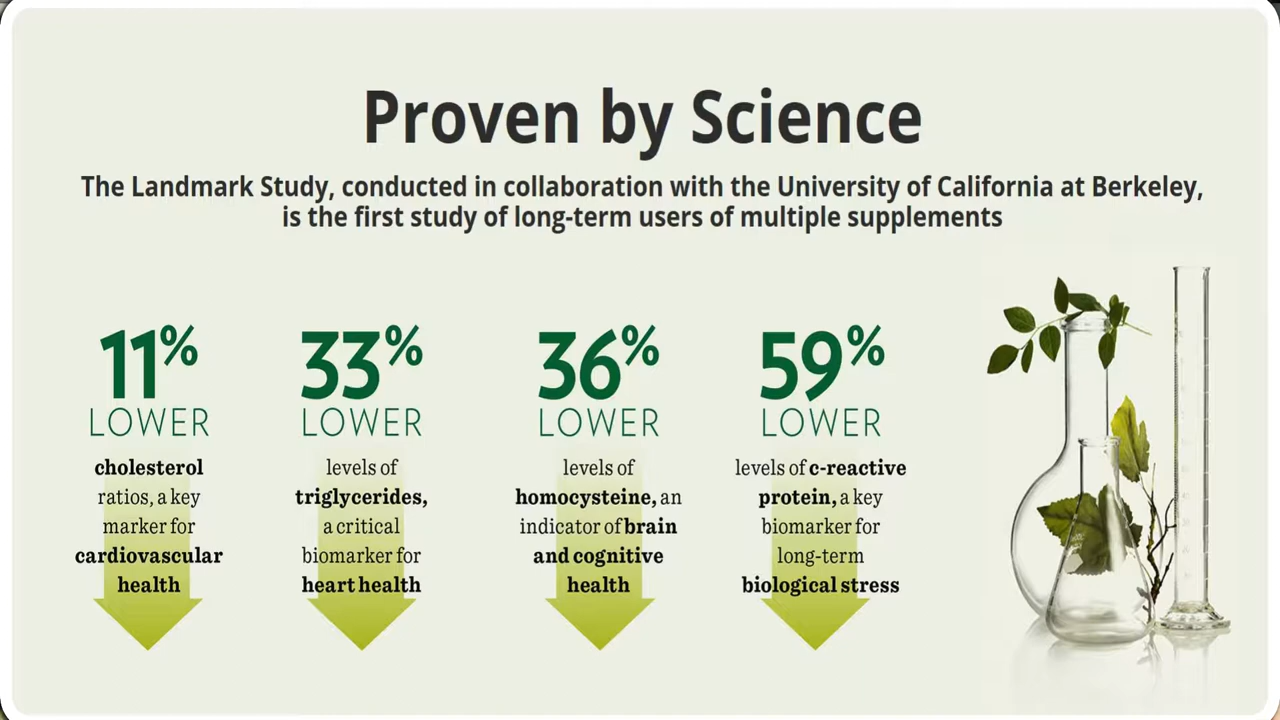 Proven by Science
The Landmark Study, conducted in collaboration with the University of California at Berkeley,
is the first study of long-term users of multiple supplements
11%
LOWER
cholesterol
ratios, a key
marker for
cardiovascular
health
33%
LOWER
levels of
triglycerides,
a critical
biomarker for
heart health
36%
LOWER
levels of
homocysteine, an
indicator of brain
and cognitive
health
59%
LOWER
levels of c-reactive
protein, a key
biomarker for
long-term
biological stress